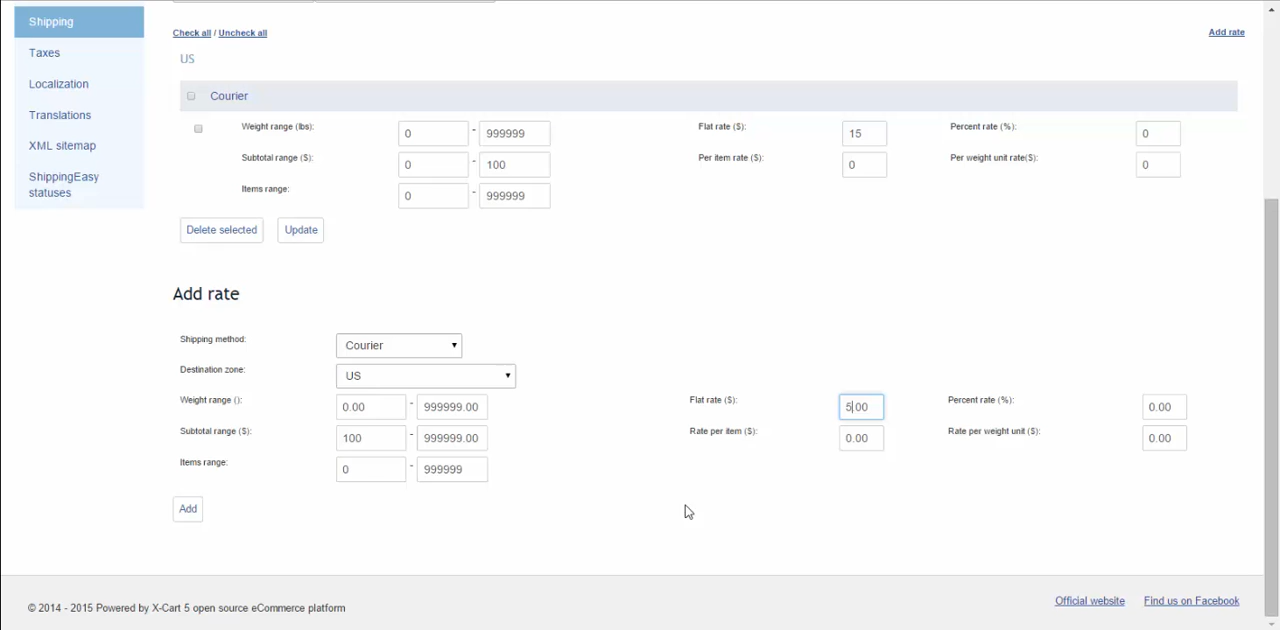 Shipping
Taxes
Localization
Translations
XML sitemap
ShippingEasy
statuses
Check all / Uncheck all
Add rate
US
Courier
Weight range (lbs): 0 - 999999 Flat rate ($): 15 Percent rate (%): 0
Subtotal range ($): 0 - 100 Per item rate ($): 0 Per weight unit rate($): 0
Items range: 0 - 999999
Delete selected Update
Add rate
Shipping method: Courier
Destination zone: US
Weight range (): 0.00 - 999999.00 Flat rate ($): 5.00 Percent rate (%): 0.00
Subtotal range ($): 100 - 999999.00 Rate per item ($): 0.00 Rate per weight unit ($): 0.00
Items range: 0 - 999999
Add
© 2014 - 2015 Powered by X-Cart 5 open source eCommerce platform
Official website Find us on Facebook